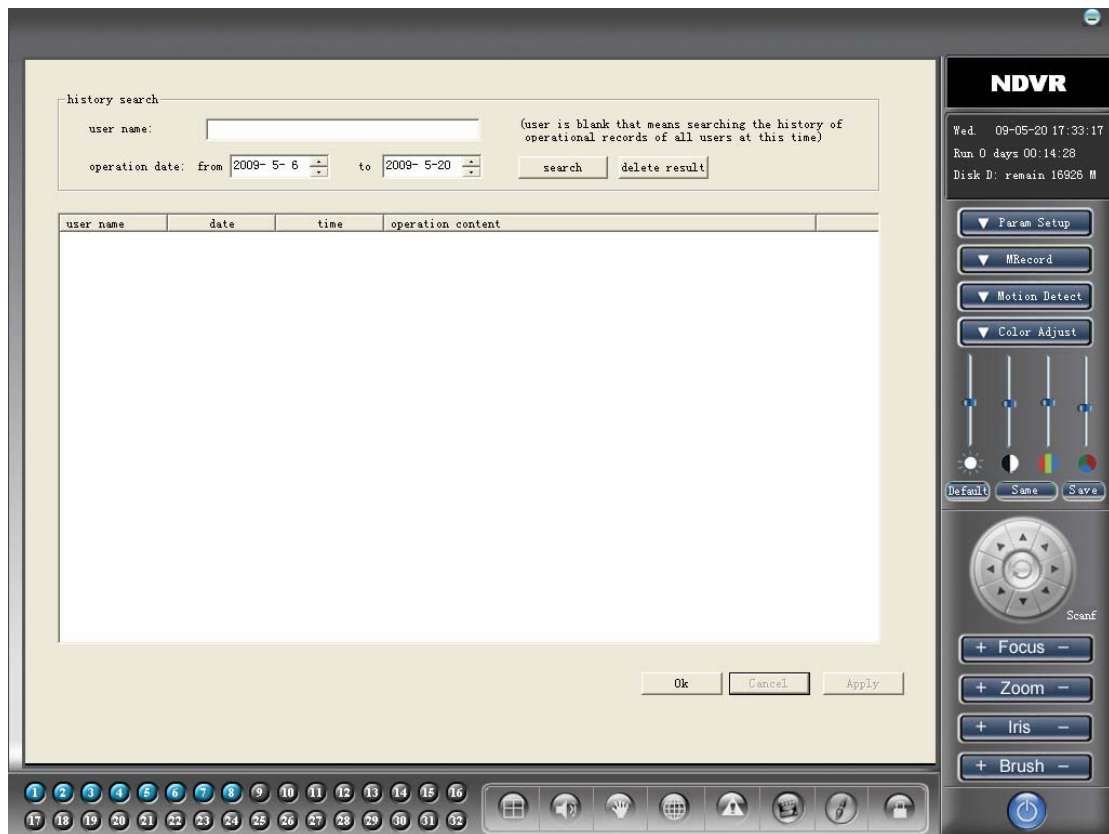 history search
user name:
(user is blank that means searching the history of
operational records of all users at this time)
operation date: from 2009- 5- 6 to 2009- 5-20 search delete result
user name date time operation content
Ok Cancel Apply
NDVR
Wed. 09-05-20 17:33:17
Run 0 days 00:14:28
Disk D: remain 16926 M
Param Setup
MRecord
Motion Detect
Color Adjust
Default Same Save
Scanf
+ Focus −
+ Zoom −
+ Iris −
+ Brush −
1 2 3 4 5 6 7 8 9 10 11 12 13 14 15 16
17 18 19 20 21 22 23 24 25 26 27 28 29 30 31 32